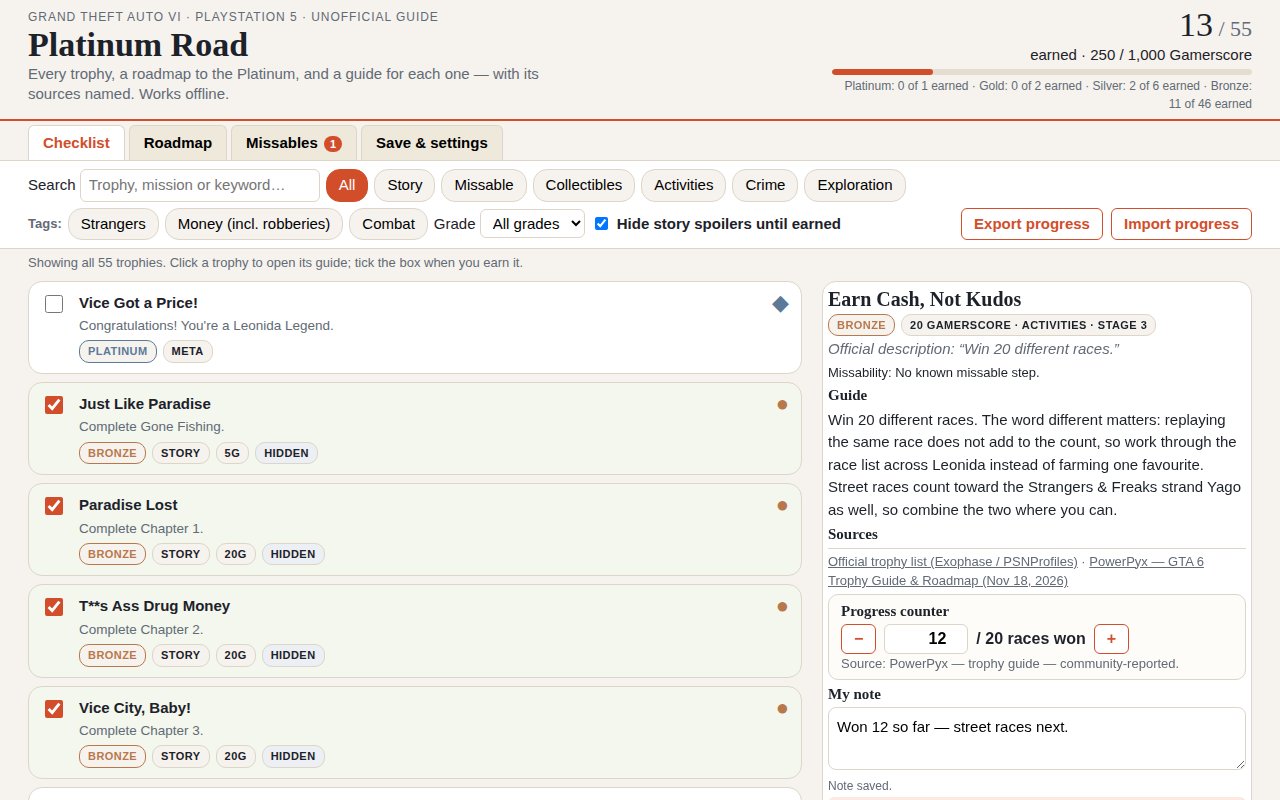 GRAND THEFT AUTO VI · PLAYSTATION 5 · UNOFFICIAL GUIDE
Platinum Road
Every trophy, a roadmap to the Platinum, and a guide for each one — with its
sources named. Works offline.
13 / 55
earned · 250 / 1,000 Gamerscore
Platinum: 0 of 1 earned · Gold: 0 of 2 earned · Silver: 2 of 6 earned · Bronze:
11 of 46 earned
Checklist Roadmap Missables 1 Save & settings
Search Trophy, mission or keyword… All Story Missable Collectibles Activities Crime Exploration
Tags: Strangers Money (incl. robberies) Combat Grade All grades Hide story spoilers until earned Export progress Import progress
Showing all 55 trophies. Click a trophy to open its guide; tick the box when you earn it.
Vice Got a Price!
Congratulations! You're a Leonida Legend.
PLATINUM META
Just Like Paradise
Complete Gone Fishing.
BRONZE STORY 5G HIDDEN
Paradise Lost
Complete Chapter 1.
BRONZE STORY 20G HIDDEN
T**s Ass Drug Money
Complete Chapter 2.
BRONZE STORY 20G HIDDEN
Vice City, Baby!
Complete Chapter 3.
BRONZE STORY 20G HIDDEN
Earn Cash, Not Kudos
BRONZE 20 GAMERSCORE · ACTIVITIES · STAGE 3
Official description: “Win 20 different races.”
Missability: No known missable step.
Guide
Win 20 different races. The word different matters: replaying
the same race does not add to the count, so work through the
race list across Leonida instead of farming one favourite.
Street races count toward the Strangers & Freaks strand Yago
as well, so combine the two where you can.
Sources
Official trophy list (Exophase / PSNProfiles) · PowerPyx — GTA 6
Trophy Guide & Roadmap (Nov 18, 2026)
Progress counter
− 12 / 20 races won +
Source: PowerPyx — trophy guide — community-reported.
My note
Won 12 so far — street races next.
Note saved.